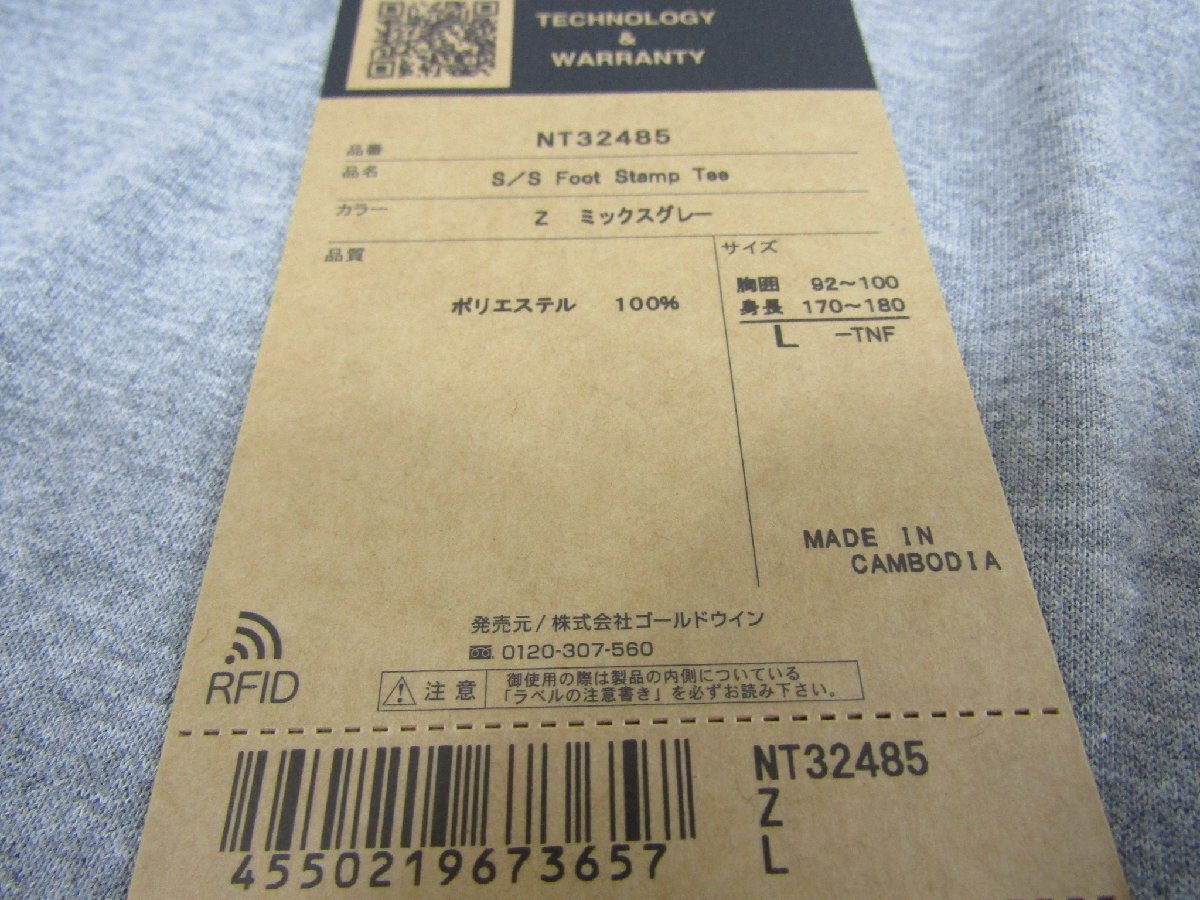 TECHNOLOGY
&
WARRANTY
品番 NT32485
品名 S/S Foot Stamp Tee
カラー Z ミックスグレー
品質
ポリエステル 100%
サイズ
胸囲 92~100
身長 170~180
L -TNF
MADE IN
CAMBODIA
発売元/株式会社ゴールドウイン
0120-307-560
RFID
注意
御使用の際は製品の内側についている
「ラベルの注意書き」を必ずお読み下さい。
NT32485
Z
L
4550219673657